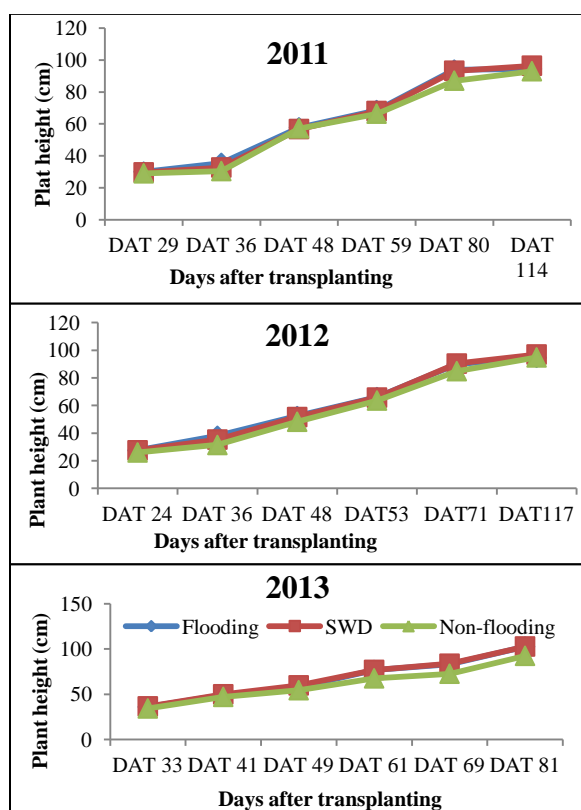 2011
Plat height (cm)
120
100
80
60
40
20
0
DAT 29 DAT 36 DAT 48 DAT 59 DAT 80 DAT
114
Days after transplanting
2012
Plant height (cm)
120
100
80
60
40
20
0
DAT 24 DAT 36 DAT 48 DAT53 DAT71 DAT117
Days after transplanting
2013
Plant height (cm)
150
100
50
0
Flooding SWD Non-flooding
DAT 33 DAT 41 DAT 49 DAT 61 DAT 69 DAT 81
Days after transplanting